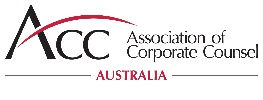 ACC Association of
Corporate Counsel
AUSTRALIA